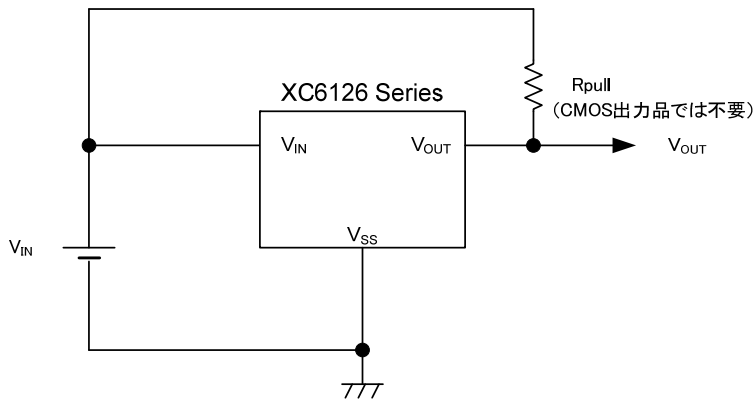 Rpull
（CMOS出力品では不要）
XC6126 Series
VIN
VOUT
VOUT
VSS
VIN